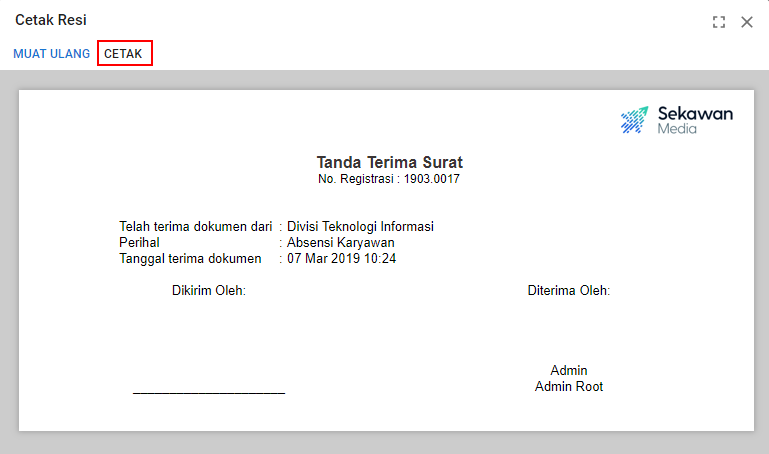 Cetak Resi
MUAT ULANG CETAK
Sekawan
Media
Tanda Terima Surat
No. Registrasi : 1903.0017
Telah terima dokumen dari : Divisi Teknologi Informasi
Perihal : Absensi Karyawan
Tanggal terima dokumen : 07 Mar 2019 10:24
Dikirim Oleh: Diterima Oleh:
Admin
Admin Root